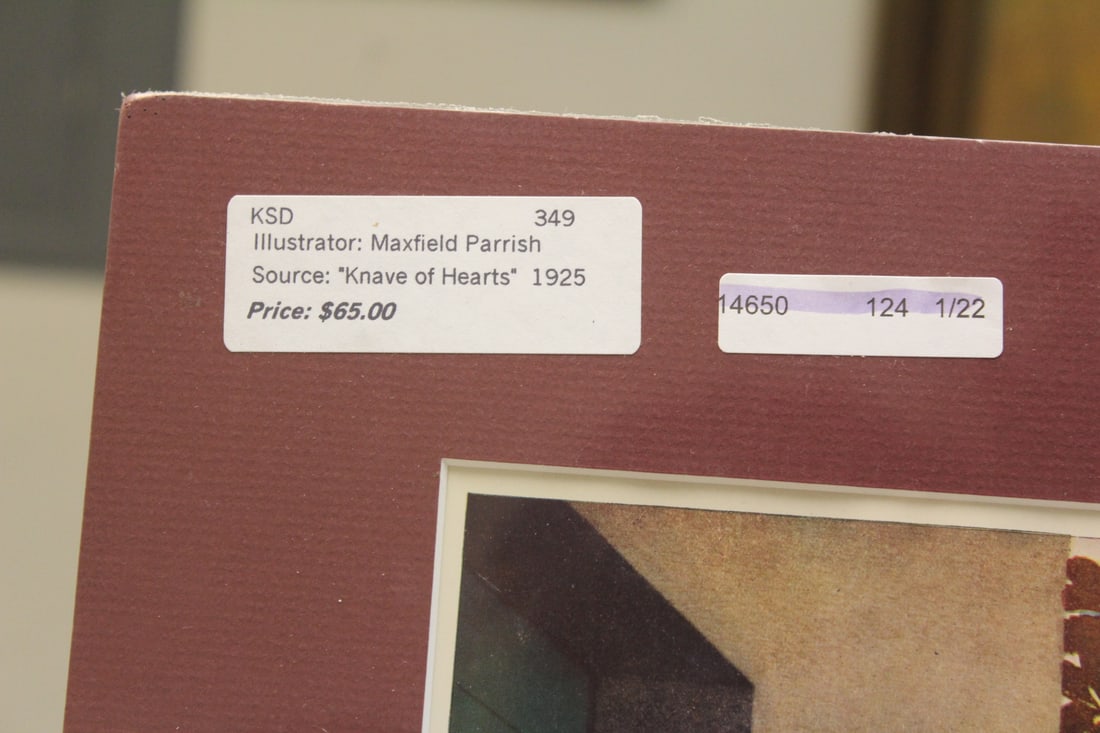 KSD 349
Illustrator: Maxfield Parrish
Source: "Knave of Hearts" 1925
Price: $65.00
14650 124 1/22